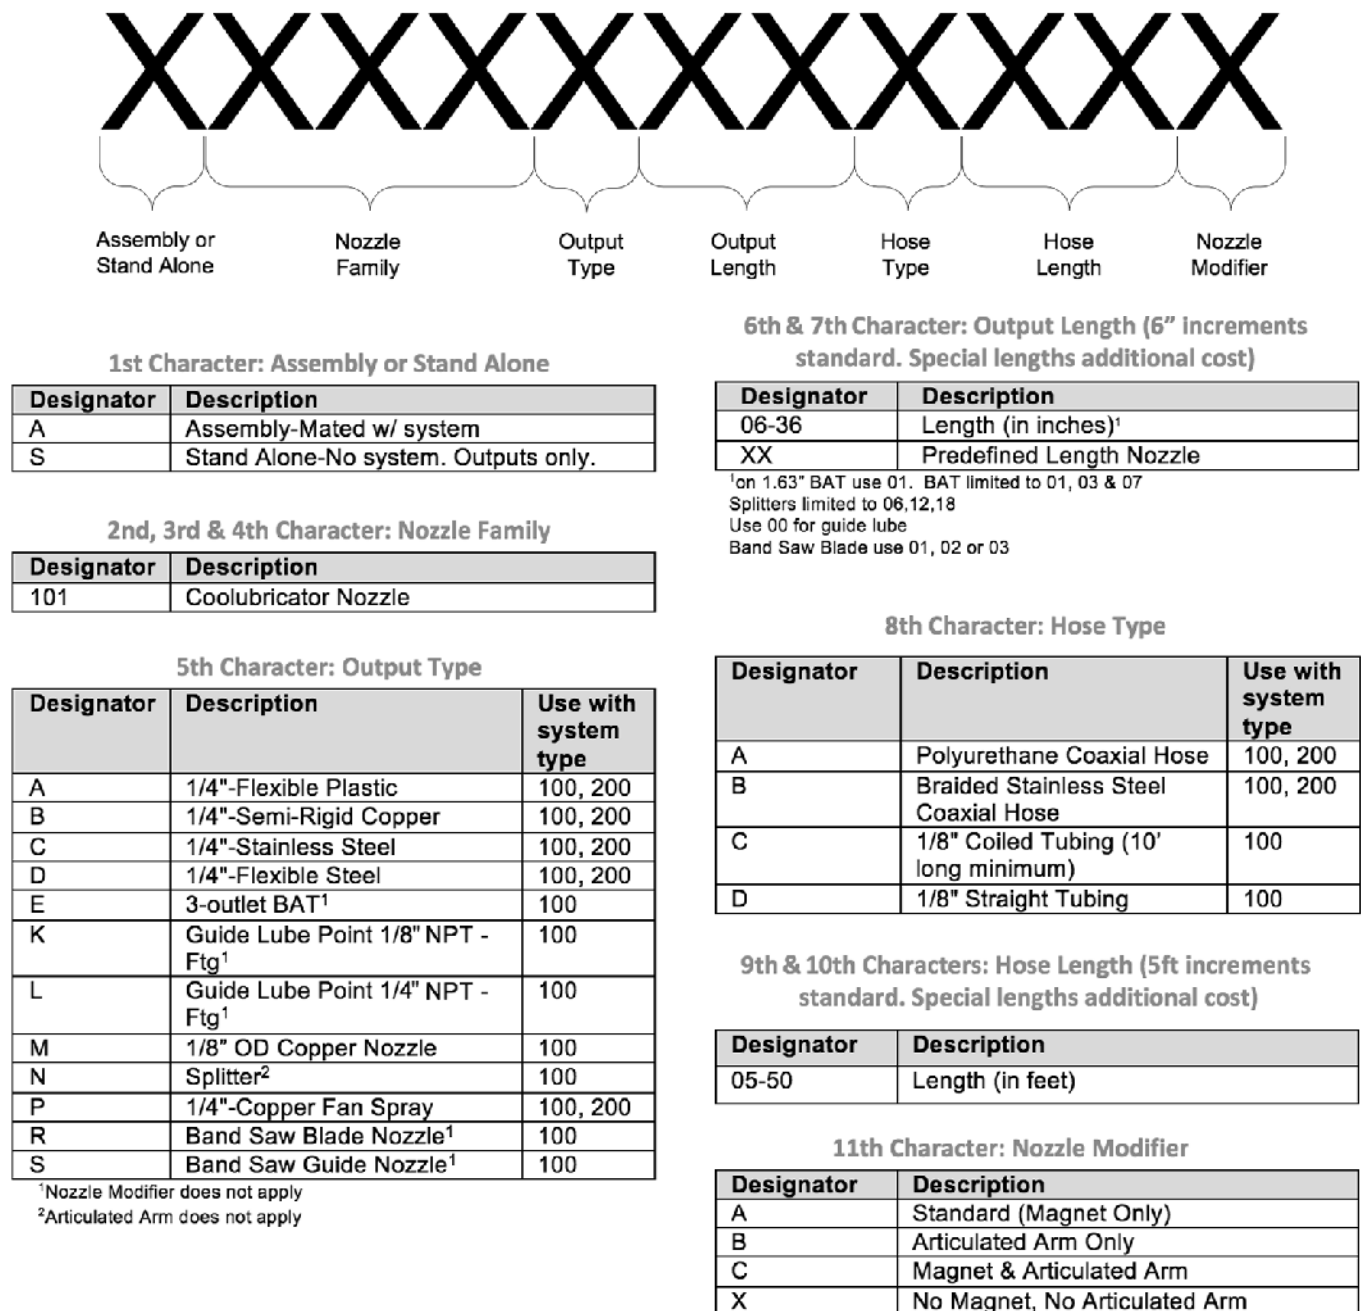 XXXXXXXXXXX
Assembly or
Stand Alone
Nozzle
Family
Output
Type
Output
Length
Hose
Type
Hose
Length
Nozzle
Modifier
1st Character: Assembly or Stand Alone
Designator Description
A Assembly-Mated w/ system
S Stand Alone-No system. Outputs only.
2nd, 3rd & 4th Character: Nozzle Family
Designator Description
101 Coolubricator Nozzle
5th Character: Output Type
Designator Description Use with
system
type
A 1/4"-Flexible Plastic 100, 200
B 1/4"-Semi-Rigid Copper 100, 200
C 1/4"-Stainless Steel 100, 200
D 1/4"-Flexible Steel 100, 200
E 3-outlet BAT¹ 100
K Guide Lube Point 1/8" NPT - 100
Ftg¹
L Guide Lube Point 1/4" NPT - 100
Ftg¹
M 1/8" OD Copper Nozzle 100
N Splitter² 100
P 1/4"-Copper Fan Spray 100, 200
R Band Saw Blade Nozzle¹ 100
S Band Saw Guide Nozzle¹ 100
¹Nozzle Modifier does not apply
²Articulated Arm does not apply
6th & 7th Character: Output Length (6” increments
standard. Special lengths additional cost)
Designator Description
06-36 Length (in inches)¹
XX Predefined Length Nozzle
¹on 1.63" BAT use 01. BAT limited to 01, 03 & 07
Splitters limited to 06,12,18
Use 00 for guide lube
Band Saw Blade use 01, 02 or 03
8th Character: Hose Type
Designator Description Use with
system
type
A Polyurethane Coaxial Hose 100, 200
B Braided Stainless Steel 100, 200
Coaxial Hose
C 1/8" Coiled Tubing (10' 100
long minimum)
D 1/8" Straight Tubing 100
9th & 10th Characters: Hose Length (5ft increments
standard. Special lengths additional cost)
Designator Description
05-50 Length (in feet)
11th Character: Nozzle Modifier
Designator Description
A Standard (Magnet Only)
B Articulated Arm Only
C Magnet & Articulated Arm
X No Magnet, No Articulated Arm